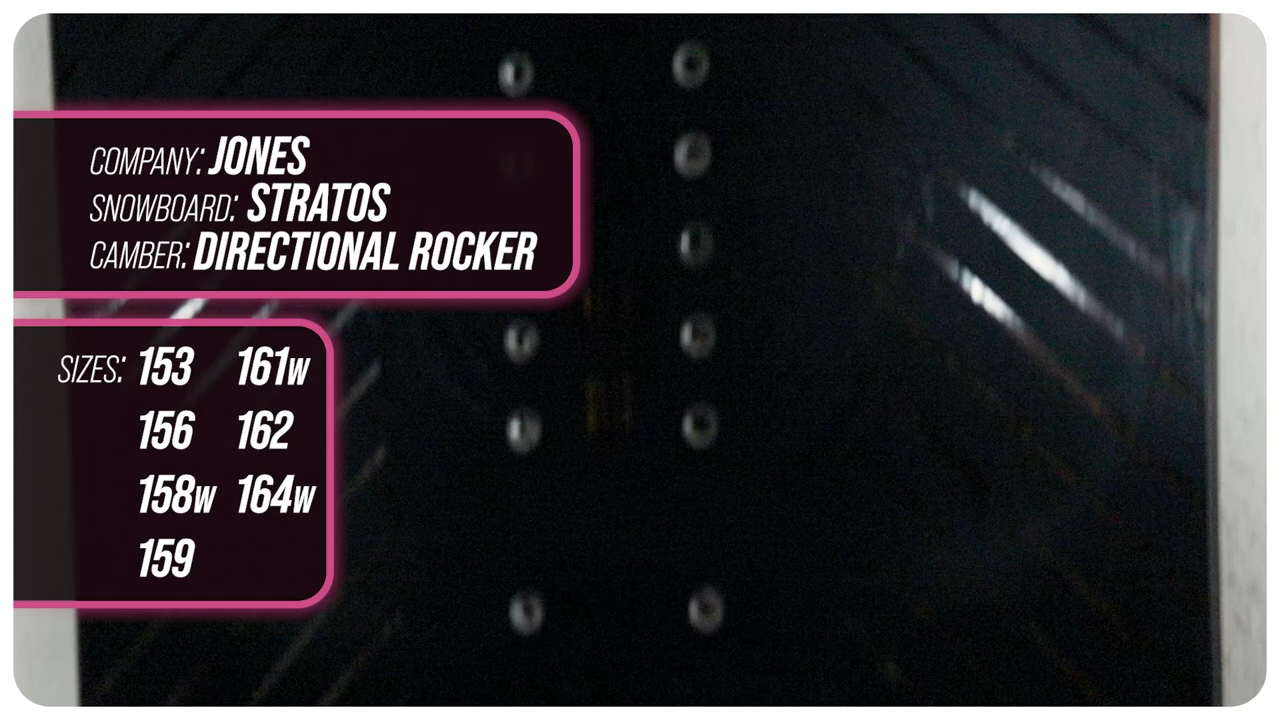 COMPANY: JONES
SNOWBOARD: STRATOS
CAMBER: DIRECTIONAL ROCKER
SIZES: 153 161W
156 162
158W 164W
159